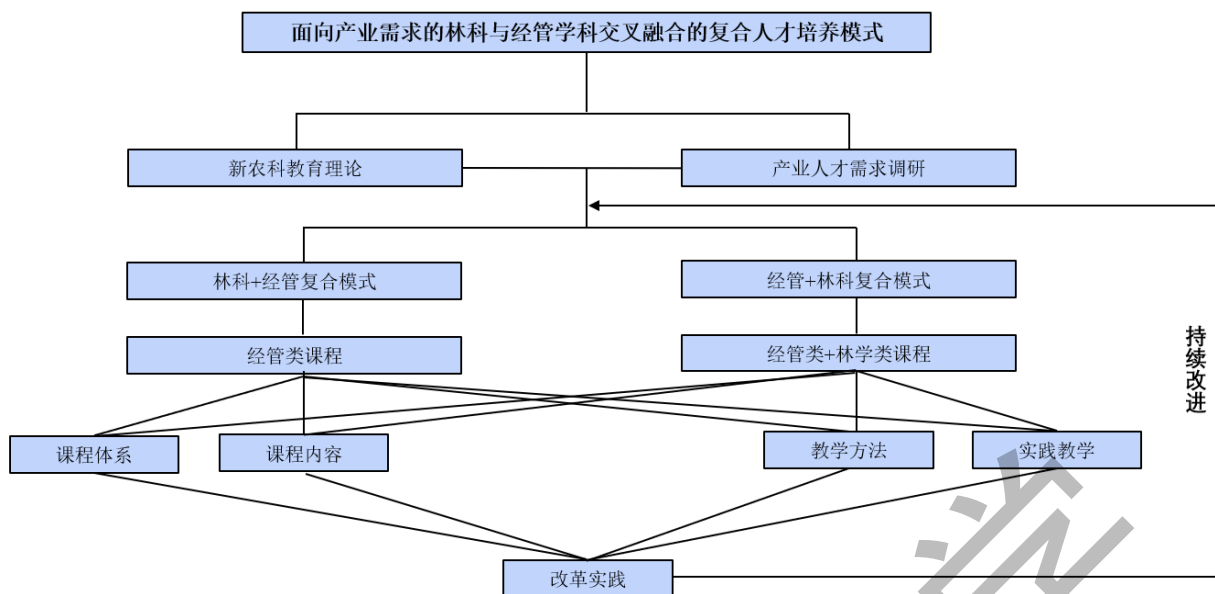 面向产业需求的林科与经管学科交叉融合的复合人才培养模式
新农科教育理论
产业人才需求调研
林科+经管复合模式
经管+林科复合模式
经管类课程
经管类+林学类课程
持续改进
课程体系
课程内容
教学方法
实践教学
改革实践